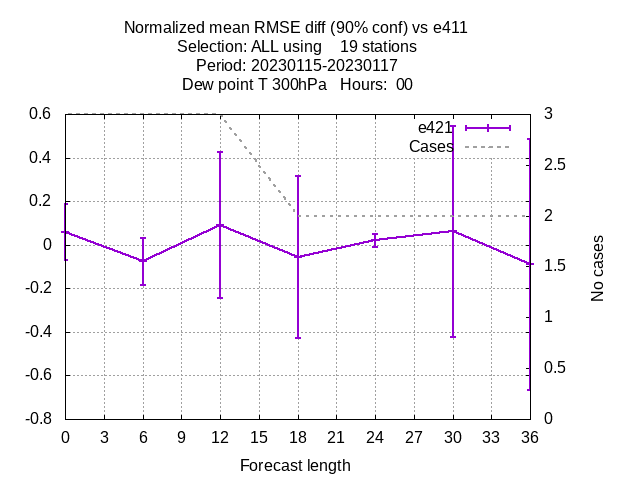 Normalized mean RMSE diff (90% conf) vs e411
Selection: ALL using    19 stations
Period: 20230115-20230117
Dew point T 300hPa   Hours:  00
0.6
0.4
0.2
0
-0.2
-0.4
-0.6
-0.8
3
2.5
2
1.5
1
0.5
0
e421
Cases
No cases
0 3 6 9 12 15 18 21 24 27 30 33 36
Forecast length